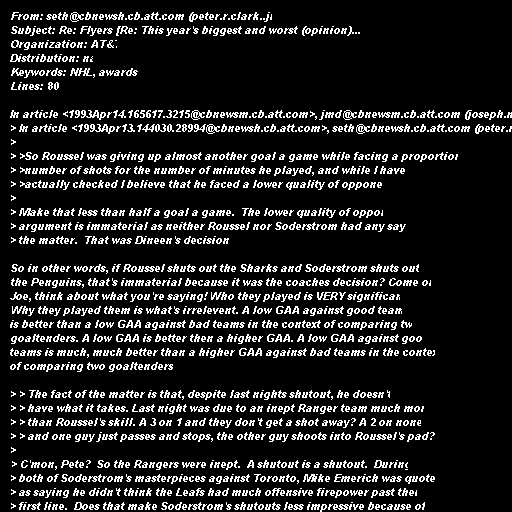 From: seth@cbnewsh.cb.att.com (peter.r.clark..
Subject: Re: Flyers [Re: This year's biggest and worst (opinion)...
Organization: AT&
Distribution: na
Keywords: NHL, awards
Lines: 80
In article <1993Apr14.165617.3215@cbnewsm.cb.att.com>, jmd@cbnewsm.cb.att.com (joseph.
> In article <1993Apr13.144030.28994@cbnewsh.cb.att.com>, seth@cbnewsh.cb.att.com (peter.
>
> >So Roussel was giving up almost another goal a game while facing a proportion
> >number of shots for the number of minutes he played, and while I have
> >actually checked I believe that he faced a lower quality of oppone
>
> Make that less than half a goal a game.  The lower quality of oppo
> argument is immaterial as neither Roussel nor Soderstrom had any say
> the matter.  That was Dineen's decision
So in other words, if Roussel shuts out the Sharks and Soderstrom shuts out
the Penguins, that's immaterial because it was the coaches decision? Come o
Joe, think about what you're saying! Who they played is VERY significan
Why they played them is what's irrelevent. A low GAA against good team
is better than a low GAA against bad teams in the context of comparing tw
goaltenders. A low GAA is better then a higher GAA. A low GAA against goo
teams is much, much better than a higher GAA against bad teams in the contex
of comparing two goaltenders
> > The fact of the matter is that, despite last nights shutout, he doesn't
> > have what it takes. Last night was due to an inept Ranger team much mor
> > than Roussel's skill. A 3 on 1 and they don't get a shot away? A 2 on none
> > and one guy just passes and stops, the other guy shoots into Roussel's pad?
>
> C'mon, Pete?  So the Rangers were inept.  A shutout is a shutout.  During
> both of Soderstrom's masterpieces against Toronto, Mike Emerich was quote
> as saying he didn't think the Leafs had much offensive firepower past thei
> first line.  Does that make Soderstrom's shutouts less impressive because of